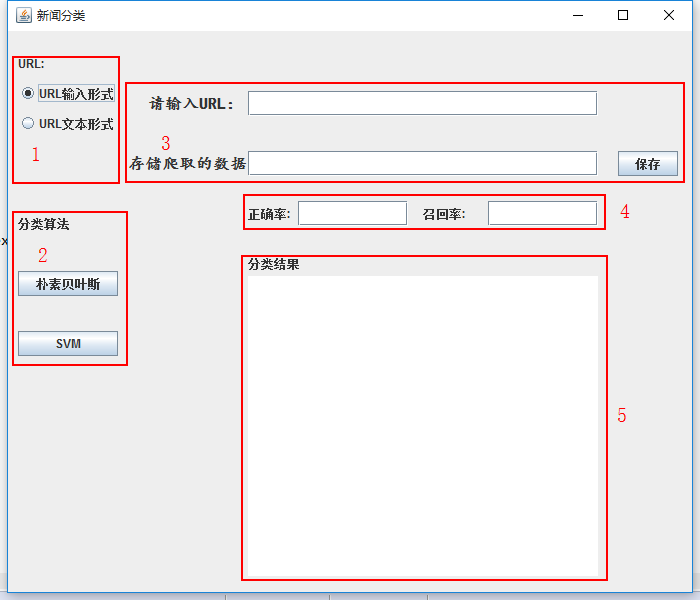 新闻分类
URL:
URL输入形式
URL文本形式
1
请输入URL：
3
存储爬取的数据
保存
正确率:
召回率:
4
分类算法
2
朴素贝叶斯
SVM
分类结果
5